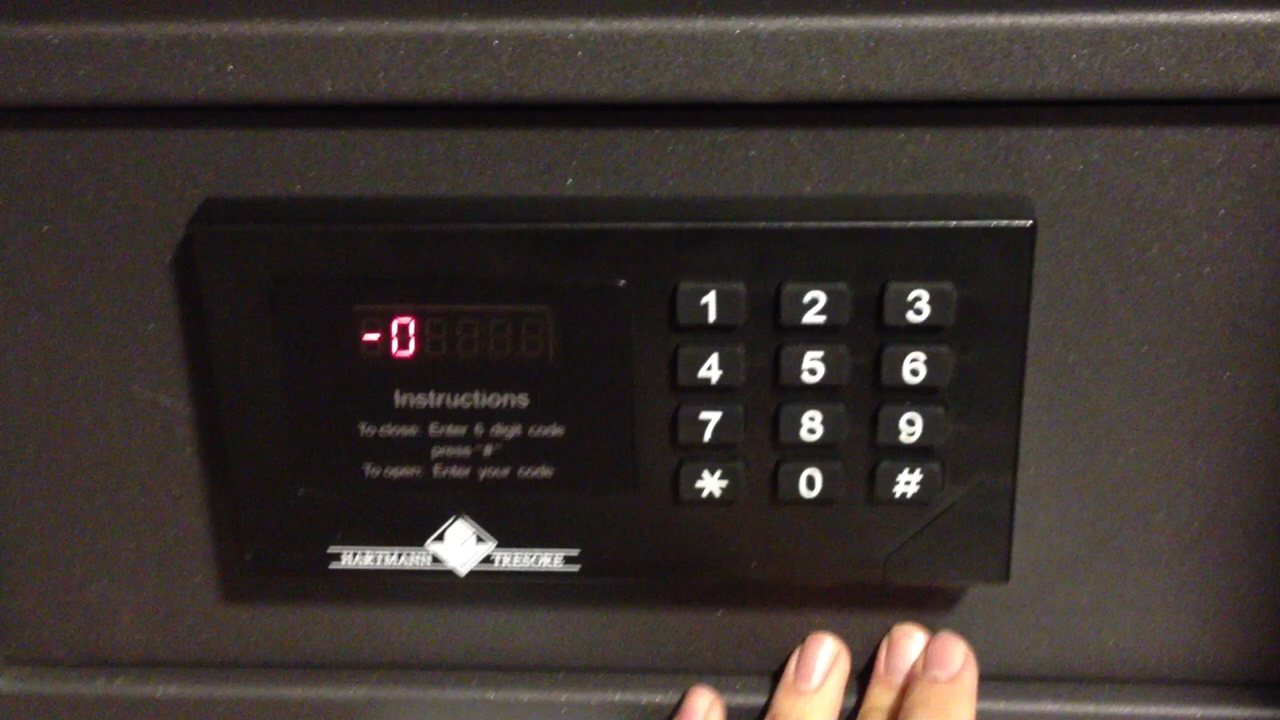 -0
Instructions
To close: Enter 6 digit code
press "#"
To open: Enter your code
HARTMANN TRESORE
1 2 3
4 5 6
7 8 9
* 0 #